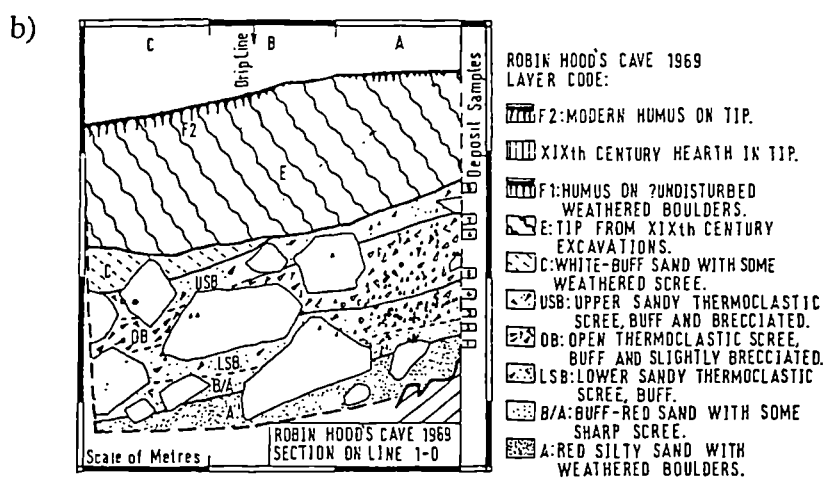 b)
C B A
Drip Line
Deposit Samples
F2
E
C
USB
OB
LSB
B/A
A
ROBIN HOOD'S CAVE 1969
SECTION ON LINE 1-0
Scale of Metres
ROBIN HOOD'S CAVE 1969
LAYER CODE:
F2:MODERN HUMUS ON TIP.
XIXth CENTURY HEARTH IN TIP.
F1:HUMUS ON ?UNDISTURBED
WEATHERED BOULDERS.
E:TIP FROM XIXth CENTURY
EXCAVATIONS.
C:WHITE-BUFF SAND WITH SOME
WEATHERED SCREE.
USB:UPPER SANDY THERMOCLASTIC
SCREE, BUFF AND BRECCIATED.
OB:OPEN THERMOCLASTIC SCREE,
BUFF AND SLIGHTLY BRECCIATED.
LSB:LOWER SANDY THERMOCLASTIC
SCREE, BUFF.
B/A:BUFF-RED SAND WITH SOME
SHARP SCREE.
A:RED SILTY SAND WITH
WEATHERED BOULDERS.